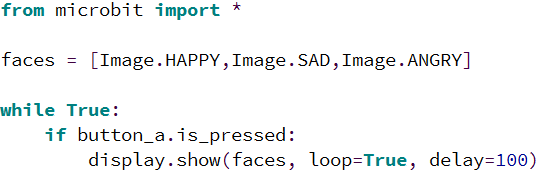 from microbit import *
faces = [Image.HAPPY,Image.SAD,Image.ANGRY]
while True:
    if button_a.is_pressed:
        display.show(faces, loop=True, delay=100)